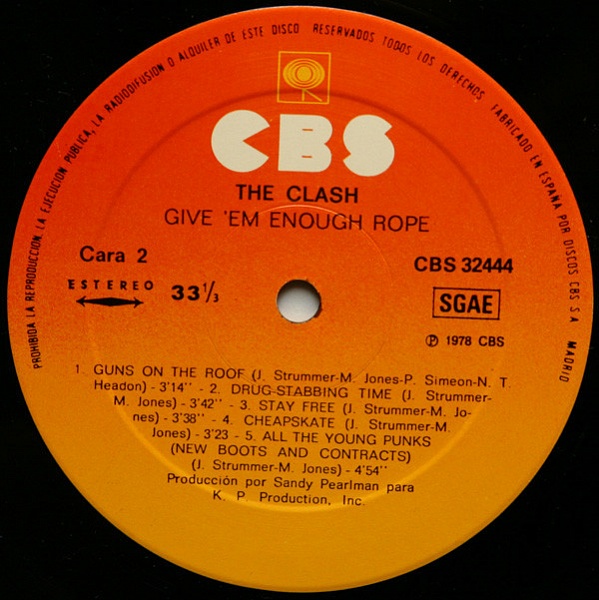 PROHIBIDA LA REPRODUCCION, LA EJECUCION PUBLICA, LA RADIODIFUSION O ALQUILER DE ESTE DISCO RESERVADOS TODOS LOS DERECHOS FABRICADO EN ESPAÑA POR DISCOS CBS S.A MADRID
CBS
THE CLASH
GIVE 'EM ENOUGH ROPE
Cara 2
CBS 32444
ESTEREO
33 1/3
SGAE
℗ 1978 CBS
1. GUNS ON THE ROOF (J. Strummer-M. Jones-P. Simeon-N. T.
Headon) - 3'14'' - 2. DRUG-STABBING TIME (J. Strummer-
M. Jones) - 3'42'' - 3. STAY FREE (J. Strummer-M. Jo-
nes) - 3'38'' - 4. CHEAPSKATE (J. Strummer-M.
Jones) - 3'23 - 5. ALL THE YOUNG PUNKS
(NEW BOOTS AND CONTRACTS)
(J. Strummer-M. Jones) - 4'54''
Producción por Sandy Pearlman para
K. P. Production, Inc.